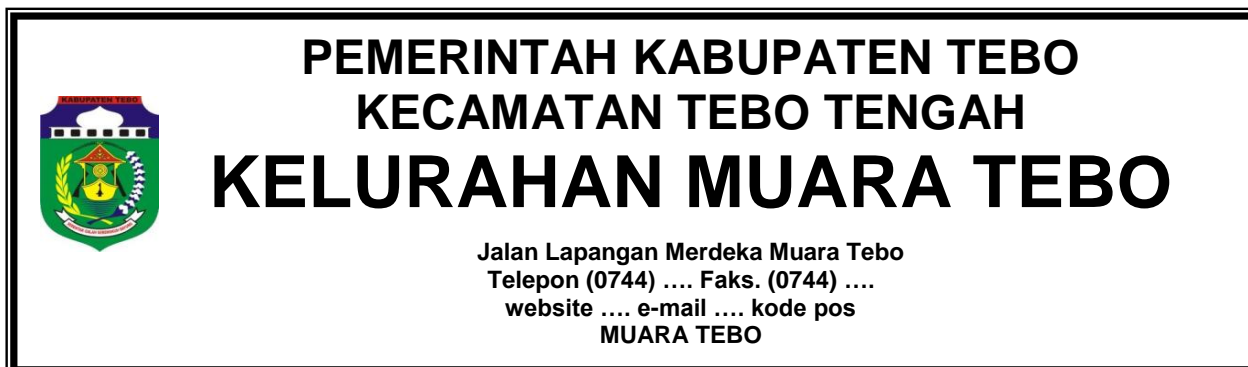 PEMERINTAH KABUPATEN TEBO
KECAMATAN TEBO TENGAH
KELURAHAN MUARA TEBO
KABUPATEN TEBO
Jalan Lapangan Merdeka Muara Tebo
Telepon (0744) …. Faks. (0744) ….
website …. e-mail …. kode pos
MUARA TEBO